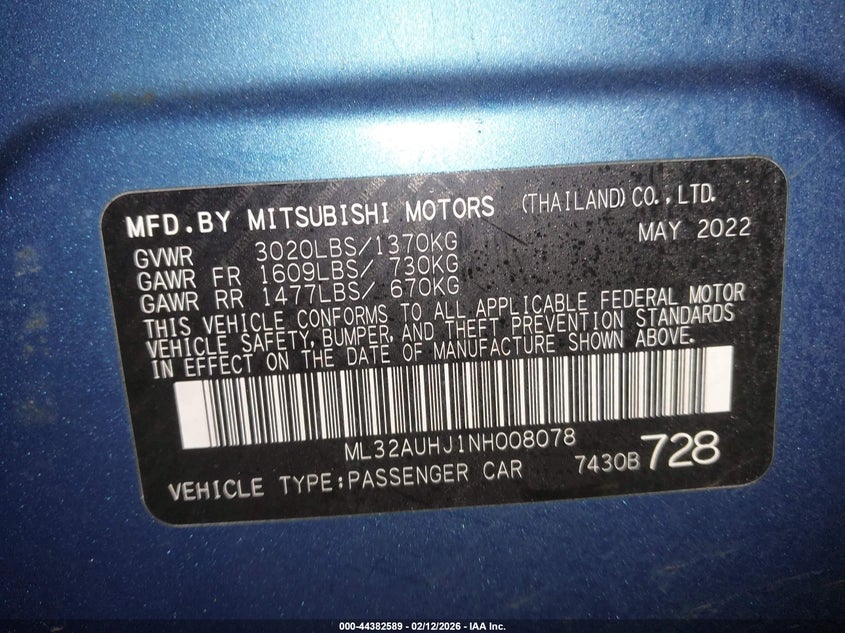 MFD.BY MITSUBISHI MOTORS (THAILAND)CO.,LTD.
GVWR 3020LBS/1370KG MAY 2022
GAWR FR 1609LBS/ 730KG
GAWR RR 1477LBS/ 670KG
THIS VEHICLE CONFORMS TO ALL APPLICABLE FEDERAL MOTOR
VEHICLE SAFETY, BUMPER, AND THEFT PREVENTION STANDARDS
IN EFFECT ON THE DATE OF MANUFACTURE SHOWN ABOVE.
ML32AUHJ1NH008078
VEHICLE TYPE:PASSENGER CAR 7430B 728
000-44382589 - 02/12/2026 - IAA Inc.